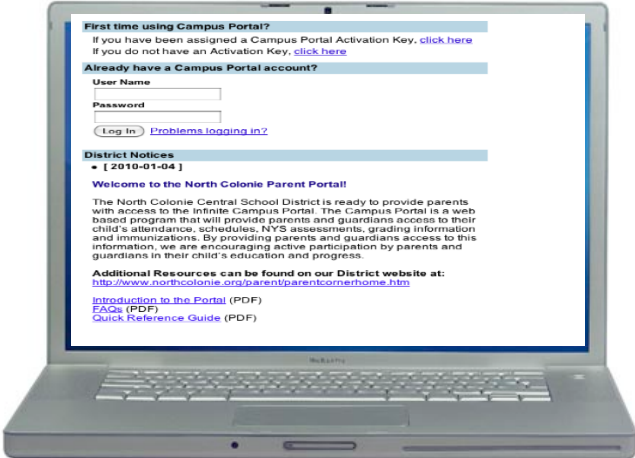 First time using Campus Portal?
If you have been assigned a Campus Portal Activation Key, click here
If you do not have an Activation Key, click here
Already have a Campus Portal account?
User Name
Password
Log In Problems logging in?
District Notices
• [ 2010-01-04 ]
Welcome to the North Colonie Parent Portal!
The North Colonie Central School District is ready to provide parents
with access to the Infinite Campus Portal. The Campus Portal is a web
based program that will provide parents and guardians access to their
child's attendance, schedules, NYS assessments, grading information
and immunizations. By providing parents and guardians access to this
information, we are encouraging active participation by parents and
guardians in their child's education and progress.
Additional Resources can be found on our District website at:
http://www.northcolonie.org/parent/parentcornerhome.htm
Introduction to the Portal (PDF)
FAQs (PDF)
Quick Reference Guide (PDF)